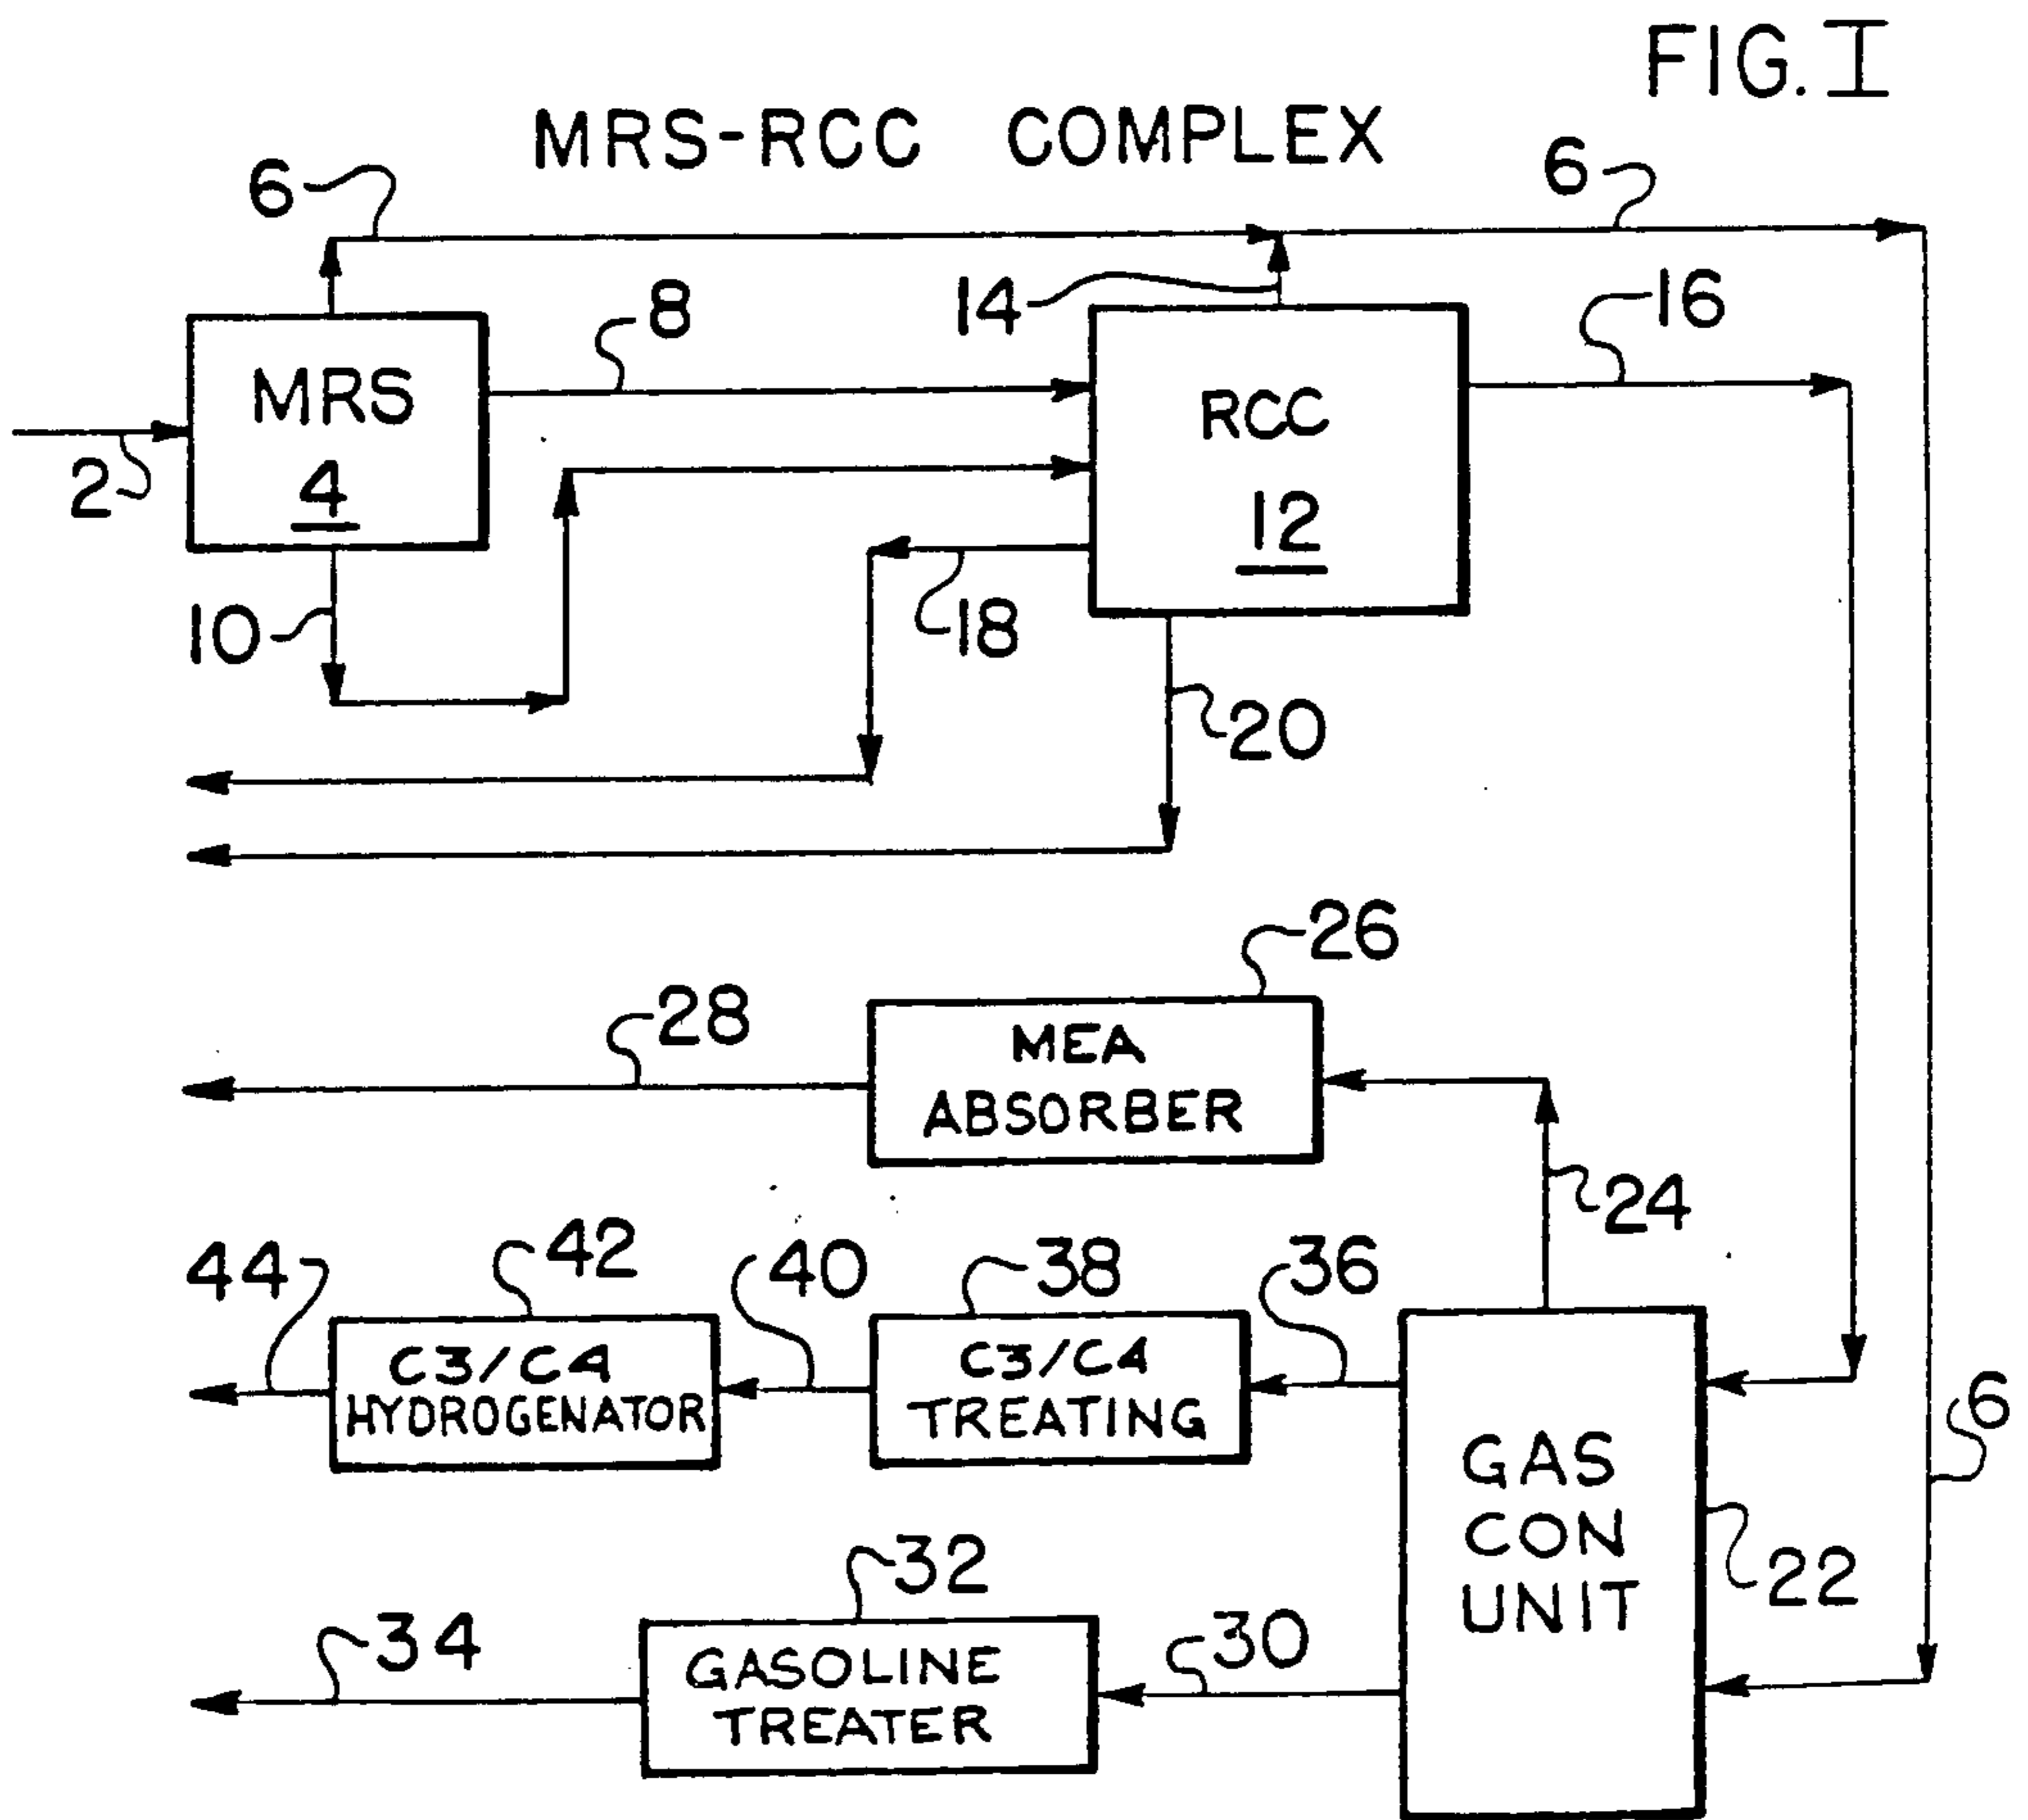 FIG. I
MRS-RCC COMPLEX
6
6
14
16
8
MRS
4
RCC
12
2
10
18
20
26
28
MEA
ABSORBER
24
44
42
40
38
36
C3/C4
HYDROGENATOR
C3/C4
TREATING
6
GAS
CON
UNIT
22
34
32
30
GASOLINE
TREATER